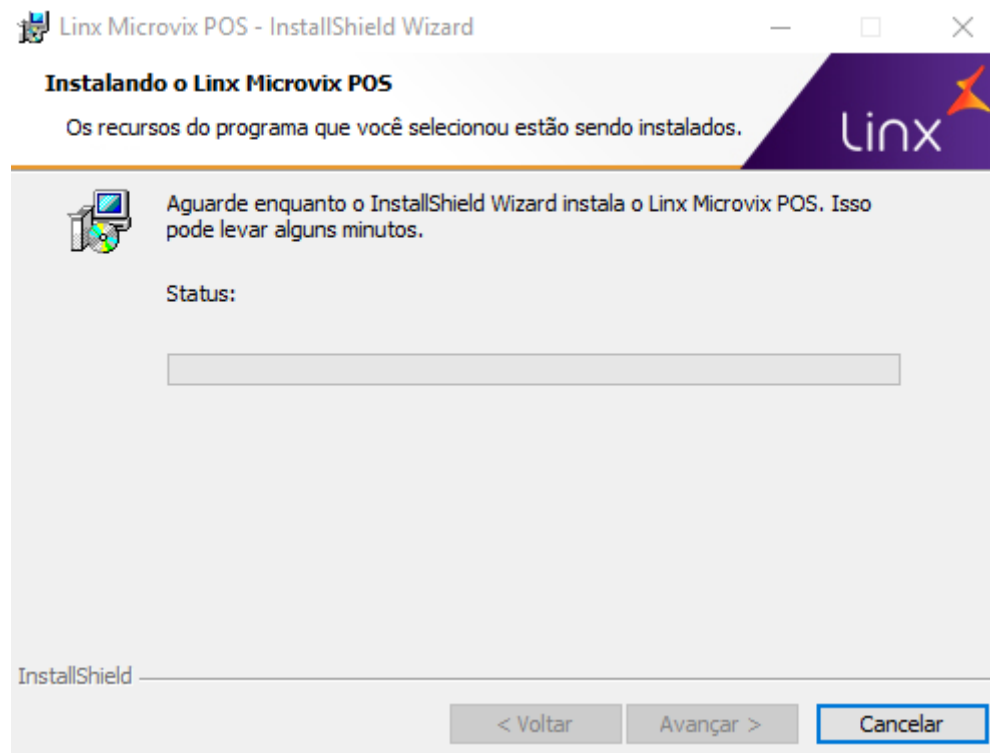 Linx Microvix POS - InstallShield Wizard
Instalando o Linx Microvix POS
Os recursos do programa que você selecionou estão sendo instalados.
Linx
Aguarde enquanto o InstallShield Wizard instala o Linx Microvix POS. Isso
pode levar alguns minutos.
Status:
InstallShield
< Voltar
Avançar >
Cancelar